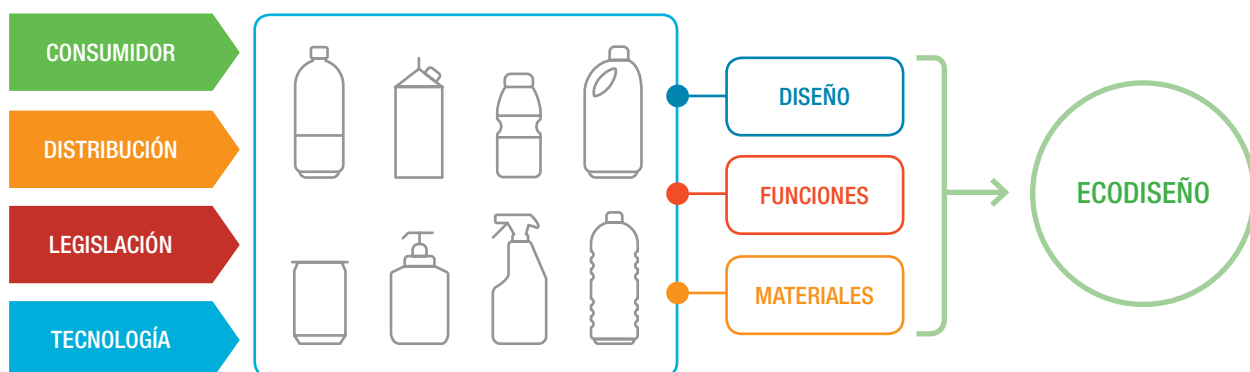 CONSUMIDOR
DISTRIBUCIÓN
LEGISLACIÓN
TECNOLOGÍA
DISEÑO
FUNCIONES
MATERIALES
ECODISEÑO